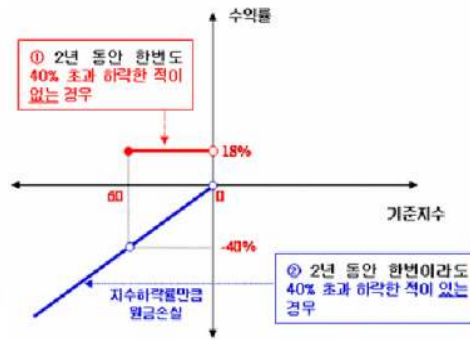 수익률
① 2년 동안 한번도
40% 초과 하락한 적이
없는 경우
18%
60
0
기준지수
-40%
지수하락률만큼
원금손실
② 2년 동안 한번이라도
40% 초과 하락한 적이 있는
경우